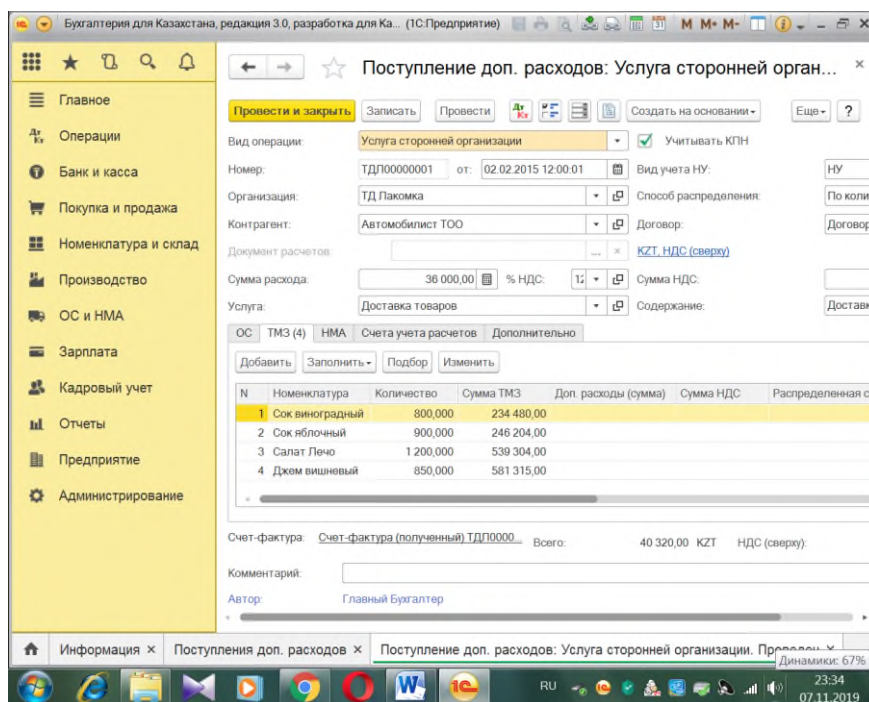 Бухгалтерия для Казахстана, редакция 3.0, разработка для Ка... (1С:Предприятие) M M+ M-
Поступление доп. расходов: Услуга сторонней орган... ×
Главное
Операции
Банк и касса
Покупка и продажа
Номенклатура и склад
Производство
ОС и НМА
Зарплата
Кадровый учет
Отчеты
Предприятие
Администрирование
Провести и закрыть Записать Провести Создать на основании Еще ?
Вид операции: Услуга сторонней организации Учитывать КПН
Номер: ТДЛ00000001 от: 02.02.2015 12:00:01 Вид учета НУ: НУ
Организация: ТД Лакомка Способ распределения: По коли
Контрагент: Автомобилист ТОО Договор: Договор
Документ расчетов: ... × KZT, НДС (сверху)
Сумма расхода: 36 000,00 % НДС: 12 Сумма НДС:
Услуга: Доставка товаров Содержание: Доставк
ОС ТМЗ (4) НМА Счета учета расчетов Дополнительно
Добавить Заполнить Подбор Изменить
N Номенклатура Количество Сумма ТМЗ Доп. расходы (сумма) Сумма НДС Распределенная с
1 Сок виноградный 800,000 234 480,00
2 Сок яблочный 900,000 246 204,00
3 Салат Лечо 1 200,000 539 304,00
4 Джем вишневый 850,000 581 315,00
Счет-фактура: Счет-фактура (полученный) ТДЛ0000... Всего: 40 320,00 KZT НДС (сверху):
Комментарий:
Автор: Главный Бухгалтер
Информация × Поступления доп. расходов × Поступление доп. расходов: Услуга сторонней организации. Проведен ×
Динамики: 67%
RU 23:34
07.11.2019